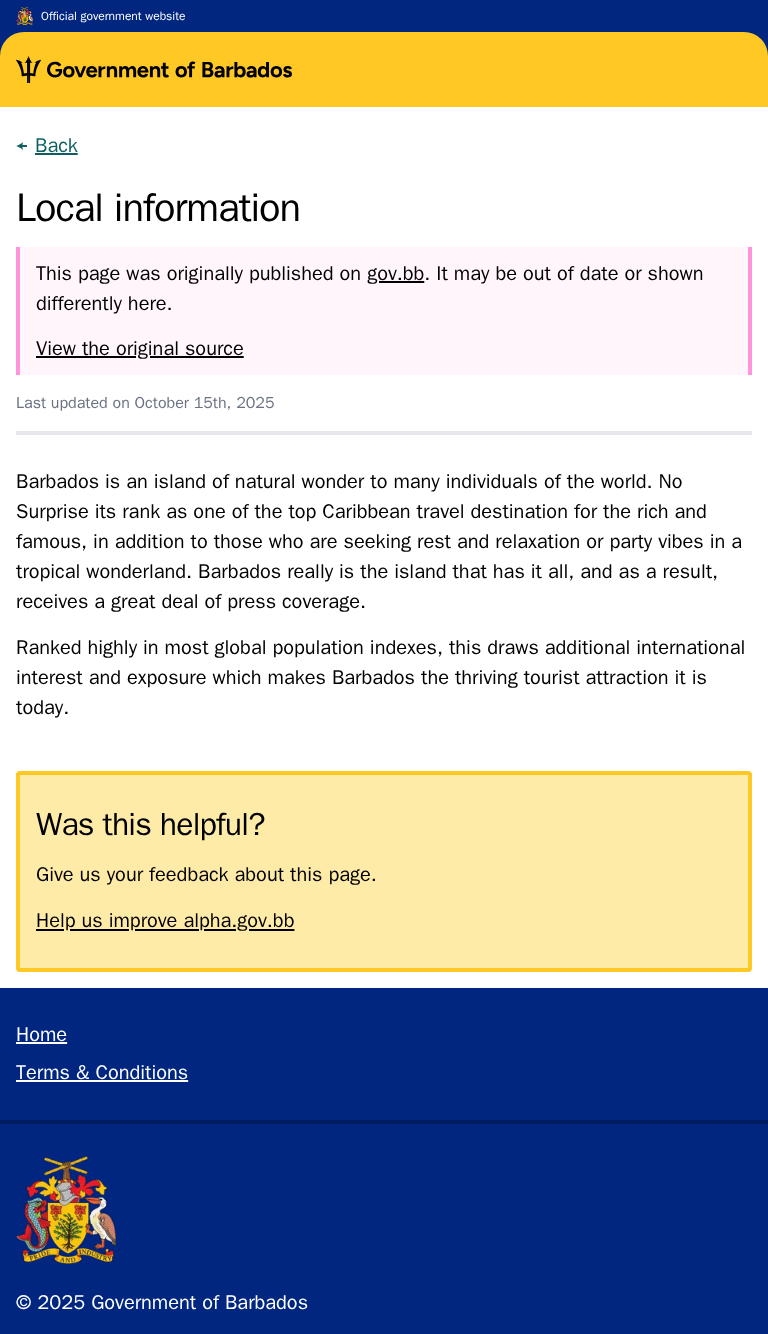 Official government website
Government of Barbados
Back
Local information
This page was originally published on gov.bb. It may be out of date or shown
differently here.
View the original source
Last updated on October 15th, 2025
Barbados is an island of natural wonder to many individuals of the world. No
Surprise its rank as one of the top Caribbean travel destination for the rich and
famous, in addition to those who are seeking rest and relaxation or party vibes in a
tropical wonderland. Barbados really is the island that has it all, and as a result,
receives a great deal of press coverage.
Ranked highly in most global population indexes, this draws additional international
interest and exposure which makes Barbados the thriving tourist attraction it is
today.
Was this helpful?
Give us your feedback about this page.
Help us improve alpha.gov.bb
Home
Terms & Conditions
PRIDE AND INDUSTRY
© 2025 Government of Barbados